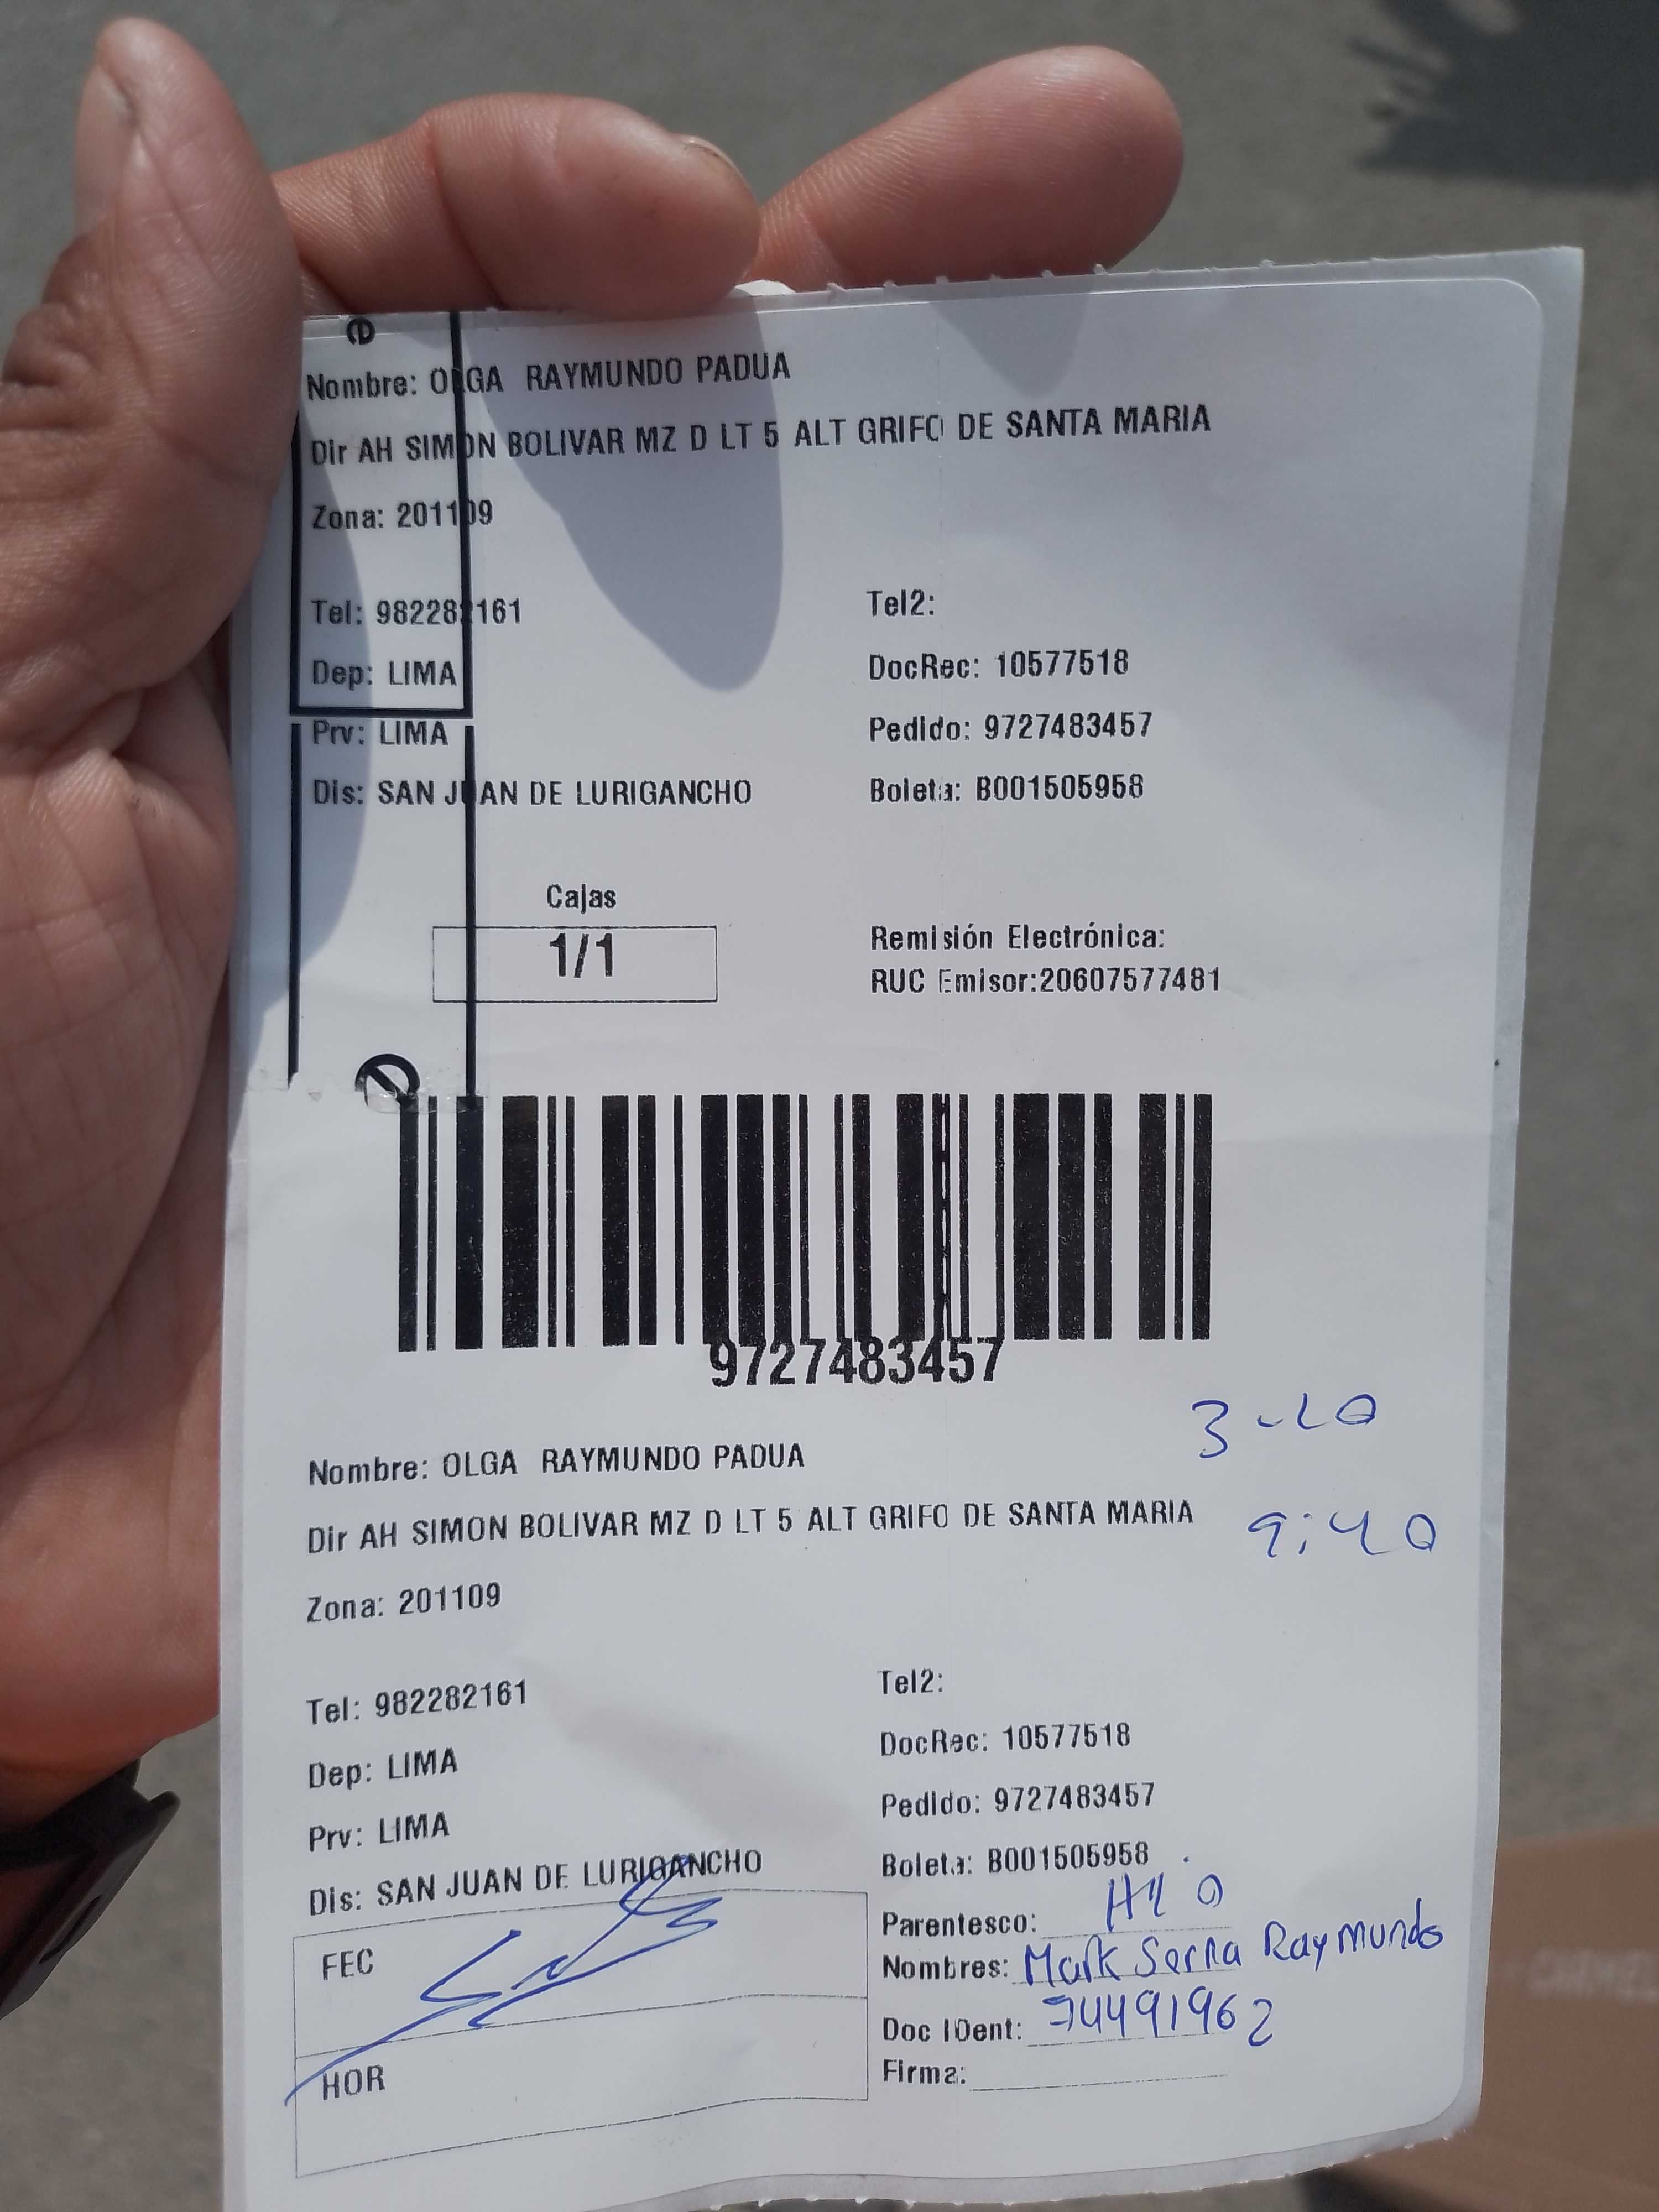 Nombre: OLGA RAYMUNDO PADUA
Dir AH SIMON BOLIVAR MZ D LT 5 ALT GRIFO DE SANTA MARIA
Zona: 201109
Tel: 982282161
Tel2:
Dep: LIMA
DocRec: 10577518
Prv: LIMA
Pedido: 9727483457
Dis: SAN JUAN DE LURIGANCHO
Boleta: B001505958
Cajas
1/1
Remisión Electrónica:
RUC Emisor:20607577481
9727483457
3-10
9:40
Nombre: OLGA RAYMUNDO PADUA
Dir AH SIMON BOLIVAR MZ D LT 5 ALT GRIFO DE SANTA MARIA
Zona: 201109
Tel: 982282161
Tel2:
Dep: LIMA
DocRec: 10577518
Prv: LIMA
Pedido: 9727483457
Dis: SAN JUAN DE LURIGANCHO
Boleta: B001505958
FEC
HOR
Parentesco:
Nombres: Mark Serna Raymundo
Doc IDent: 74491962
Firma: